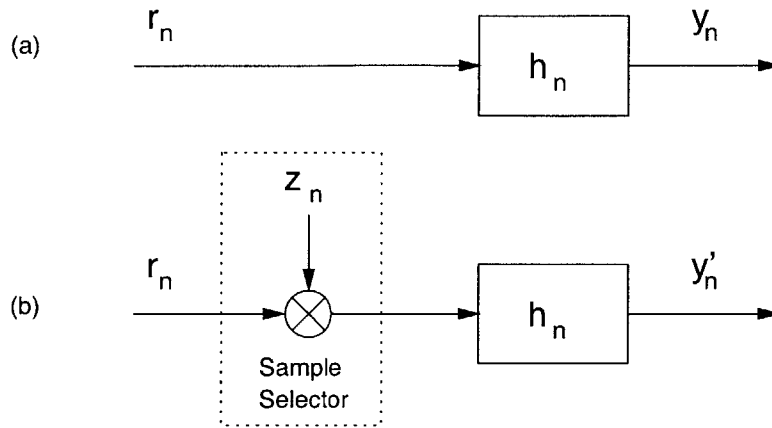 (a)
r_n
h_n
y_n
z_n
(b)
r_n
h_n
y'_n
Sample
Selector